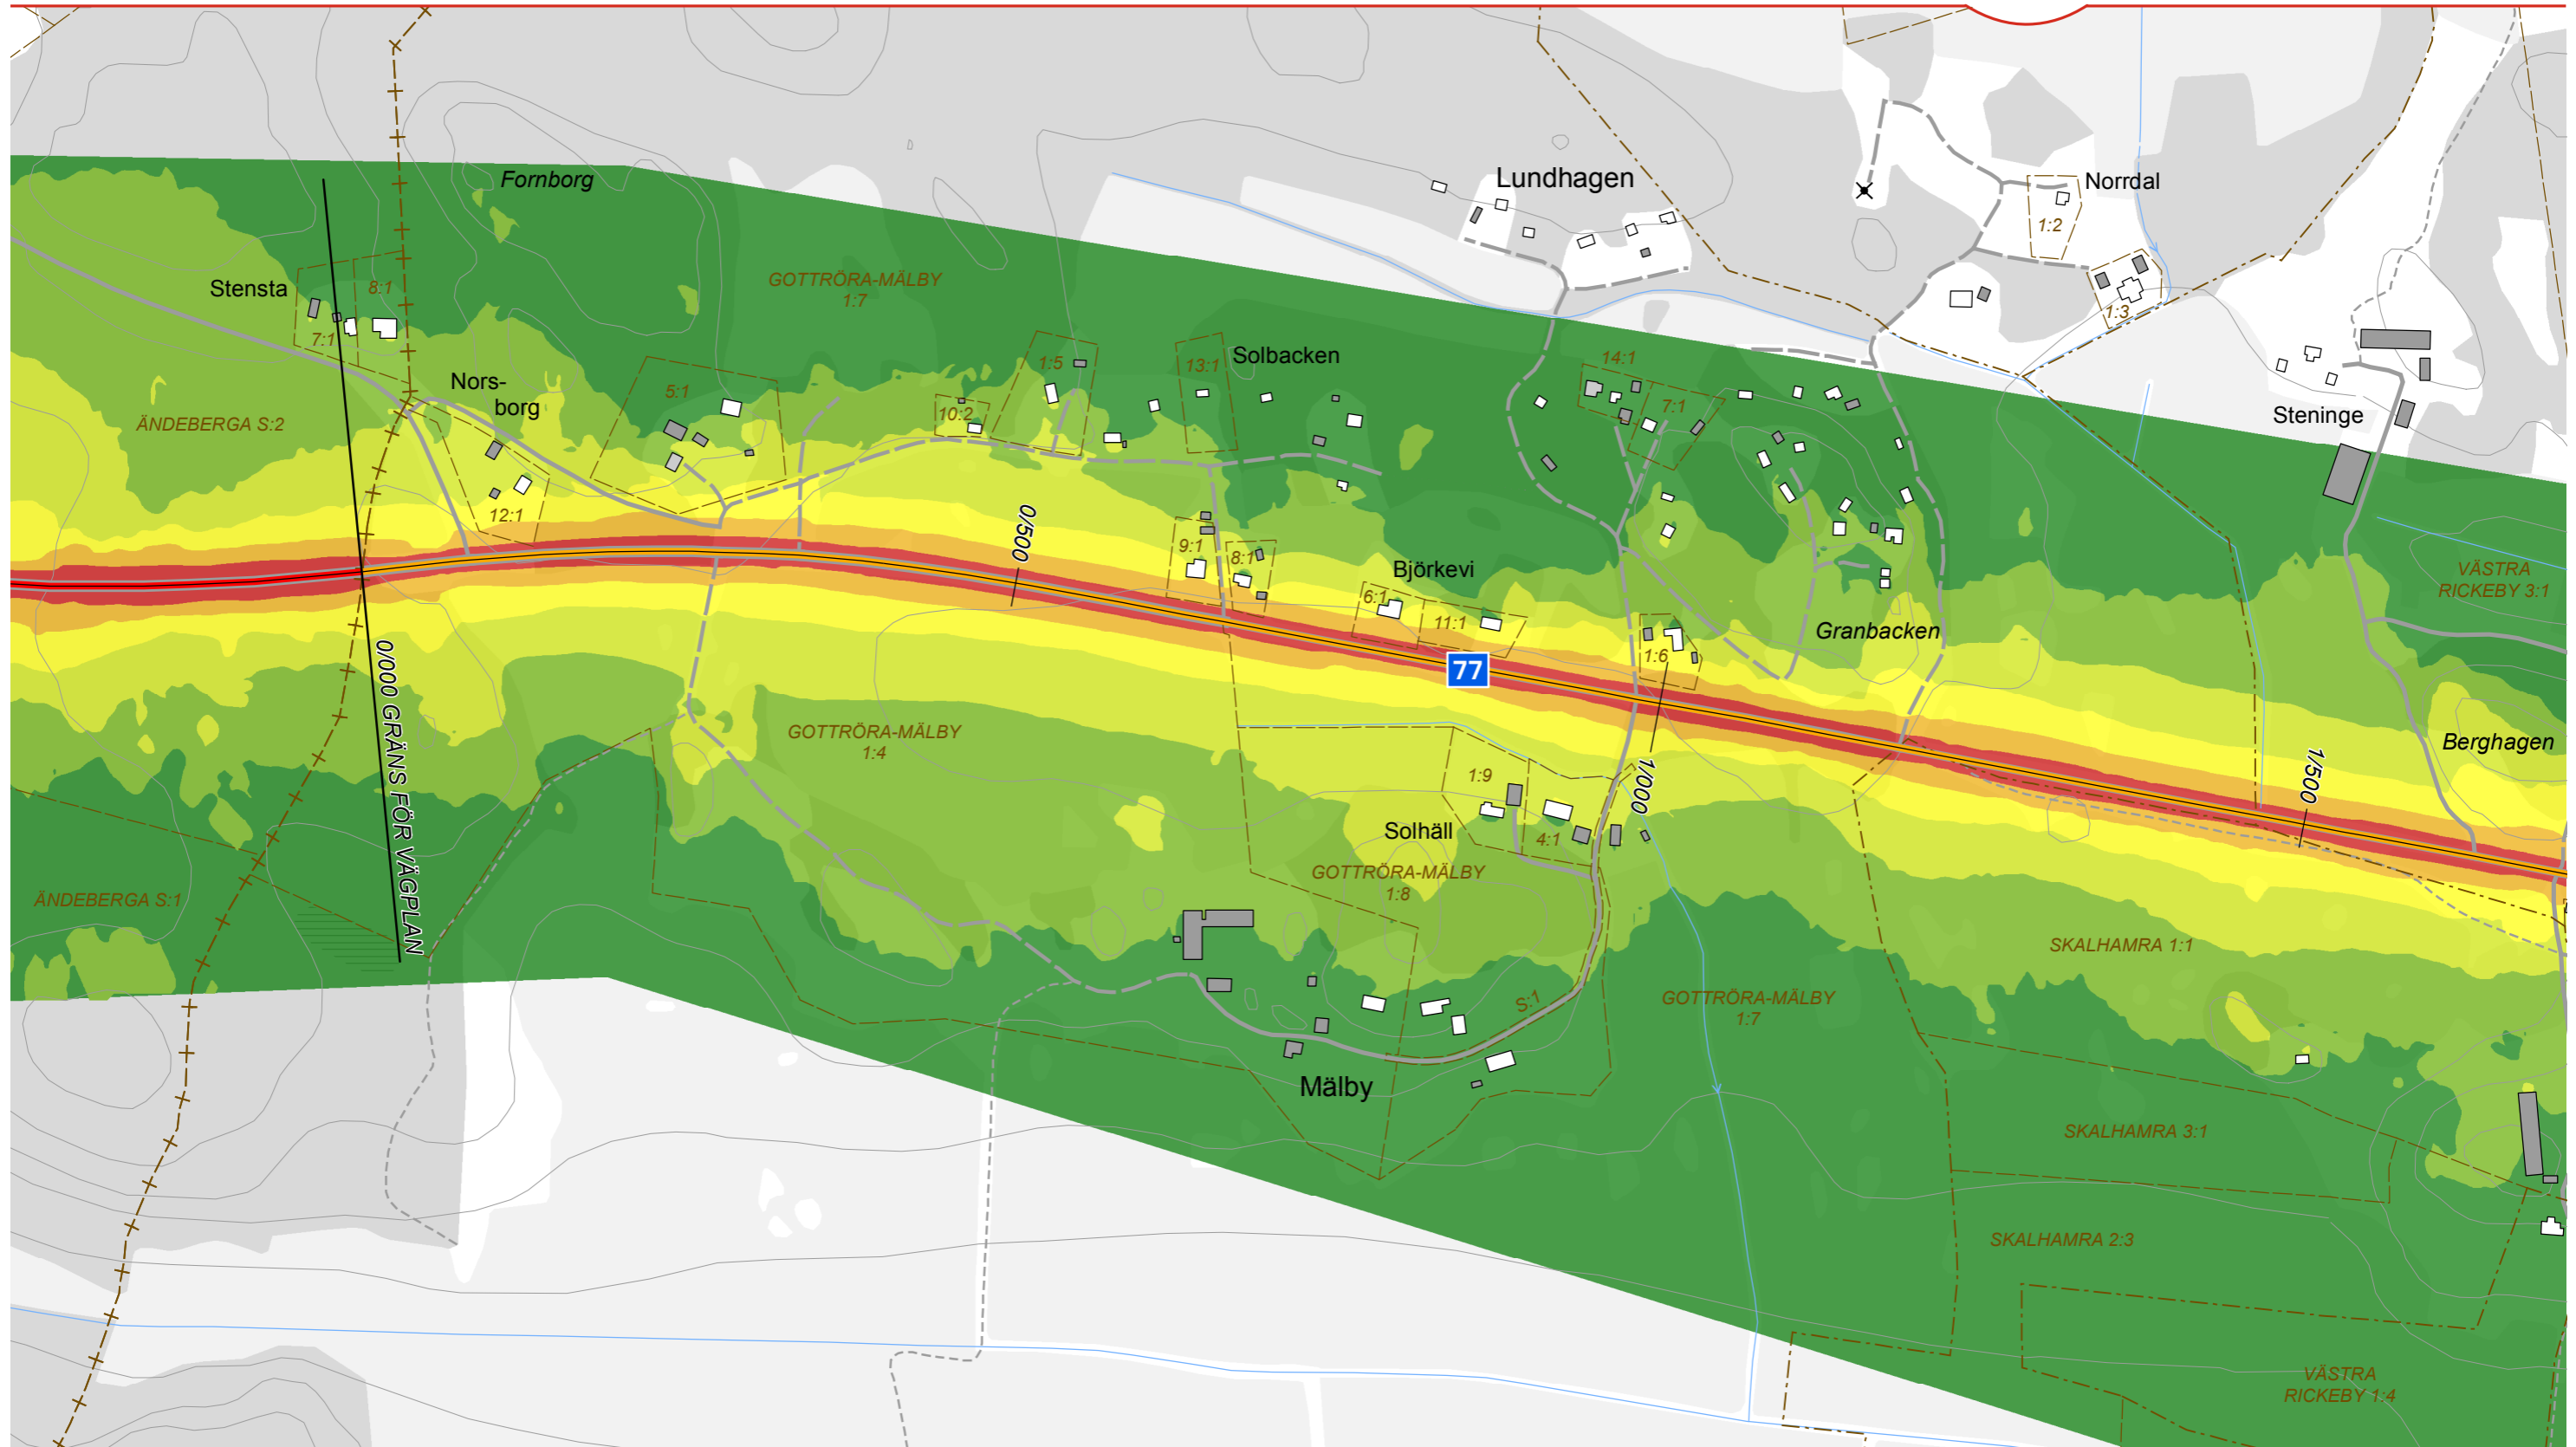 Fornborg
Lundhagen
Norrdal
1:2
Stensta
8:1
GOTTRÖRA-MÄLBY
1:7
1:3
7:1
Nors-
borg
5:1
1:5
13:1
Solbacken
14:1
7:1
Steninge
10:2
ÄNDEBERGA S:2
12:1
0/500
9:1
8:1
Björkevi
6:1
11:1
77
1:6
Granbacken
VÄSTRA
RICKEBY 3:1
0/000 GRÄNS FÖR VÄGPLAN
GOTTRÖRA-MÄLBY
1:4
1:9
1/000
1/500
Berghagen
Solhäll
4:1
GOTTRÖRA-MÄLBY
1:8
ÄNDEBERGA S:1
SKALHAMRA 1:1
S:1
GOTTRÖRA-MÄLBY
1:7
Mälby
SKALHAMRA 3:1
SKALHAMRA 2:3
VÄSTRA
RICKEBY 1:4